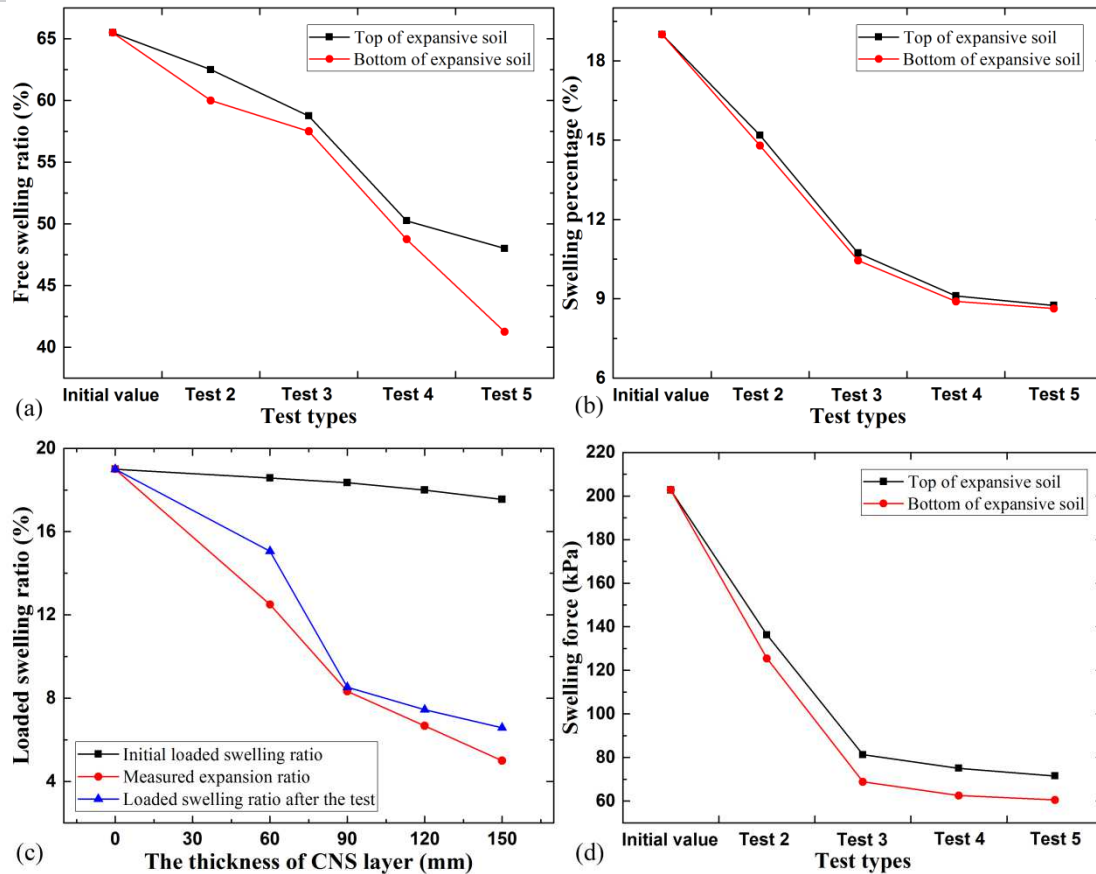 65
60
55
50
45
40
Free swelling ratio (%)
Top of expansive soil
Bottom of expansive soil
Initial value
Test 2
Test 3
Test 4
Test 5
(a)
Test types
18
15
12
9
6
Swelling percentage (%)
Top of expansive soil
Bottom of expansive soil
Initial value
Test 2
Test 3
Test 4
Test 5
(b)
Test types
20
16
12
8
4
Loaded swelling ratio (%)
Initial loaded swelling ratio
Measured expansion ratio
Loaded swelling ratio after the test
0
60
90
120
150
(c)
The thickness of CNS layer (mm)
220
200
180
160
140
120
100
80
60
Swelling force (kPa)
Top of expansive soil
Bottom of expansive soil
Initial value
Test 2
Test 3
Test 4
Test 5
(d)
Test types